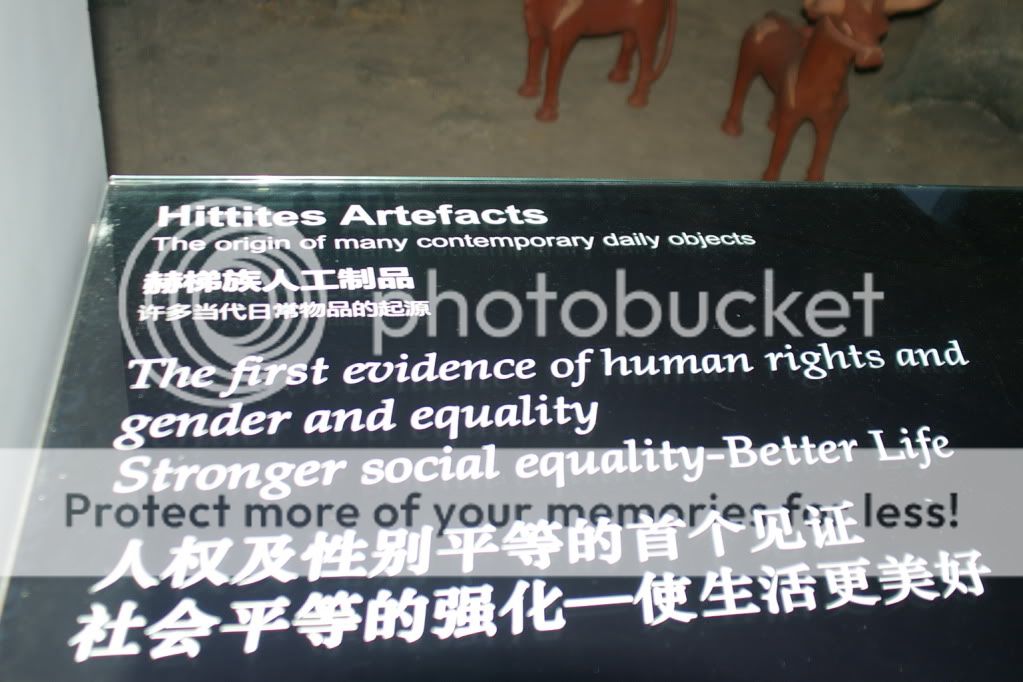 Hittites Artefacts
The origin of many contemporary daily objects
赫梯族人工制品
许多当代日常物品的起源
photobucket
The first evidence of human rights and
gender and equality
Stronger social equality-Better Life
Protect more of your memories for less!
人权及性别平等的首个见证
社会平等的强化—使生活更美好